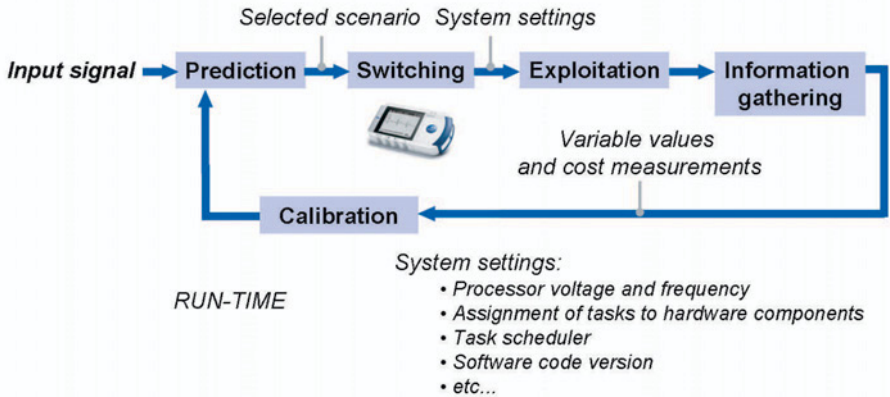 Selected scenario
System settings
Input signal
Prediction
Switching
Exploitation
Information
gathering
Variable values
and cost measurements
Calibration
System settings:
RUN-TIME
• Processor voltage and frequency
• Assignment of tasks to hardware components
• Task scheduler
• Software code version
• etc...